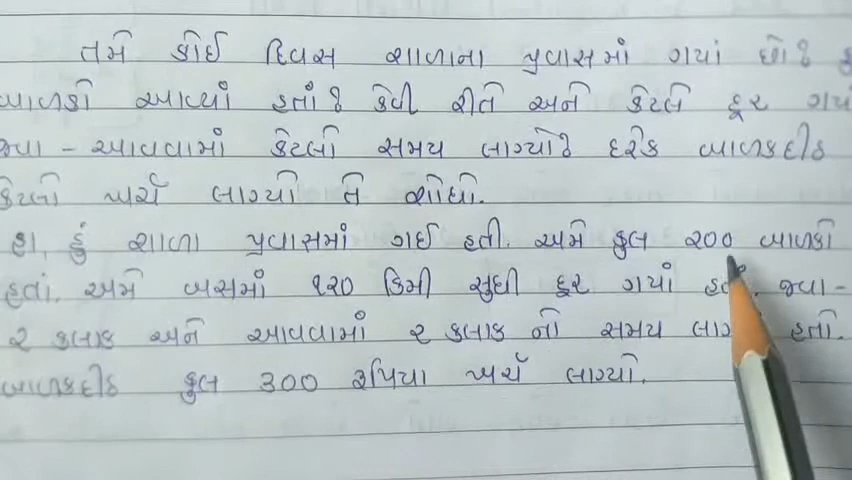 તમે કોઈ દિવસ શાળાના પ્રવાસમાં ગયાં છો?
બાળકો આવ્યાં હતાં? કેવી રીતે અને કેટલે દૂર ગયાં
જવા - આવવામાં કેટલો સમય લાગ્યો? દરેક બાળકદીઠ
કેટલો ખર્ચ લાગ્યો તે શોધો.
હા, હું શાળા પ્રવાસમાં ગઈ હતી. અમે કુલ ૨૦૦ બાળકો
હતાં. અમે બસમાં ૧૨૦ કિમી સુધી દૂર ગયાં જવા -
૨ કલાક અને આવવામાં ૨ કલાક નો સમય હતો.
બાળકદીઠ કુલ ૩૦૦ રૂપિયા ખર્ચ લાગ્યો.